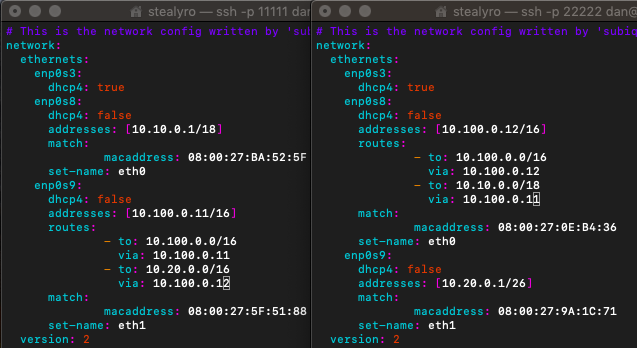 stealyro — ssh -p 11111 dan
# This is the network config written by 'subi
network:
  ethernets:
    enp0s3:
      dhcp4: true
    enp0s8:
      dhcp4: false
      addresses: [10.10.0.1/18]
      match:
              macaddress: 08:00:27:BA:52:5F
      set-name: eth0
    enp0s9:
      dhcp4: false
      addresses: [10.100.0.11/16]
      routes:
              - to: 10.100.0.0/16
                via: 10.100.0.11
              - to: 10.20.0.0/16
                via: 10.100.0.12
      match:
              macaddress: 08:00:27:5F:51:88
      set-name: eth1
  version: 2
stealyro — ssh -p 22222 dan@
# This is the network config written by 'subiq
network:
  ethernets:
    enp0s3:
      dhcp4: true
    enp0s8:
      dhcp4: false
      addresses: [10.100.0.12/16]
      routes:
              - to: 10.100.0.0/16
                via: 10.100.0.12
              - to: 10.10.0.0/18
                via: 10.100.0.11
      match:
              macaddress: 08:00:27:0E:B4:36
      set-name: eth0
    enp0s9:
      dhcp4: false
      addresses: [10.20.0.1/26]
      match:
              macaddress: 08:00:27:9A:1C:71
      set-name: eth1
  version: 2